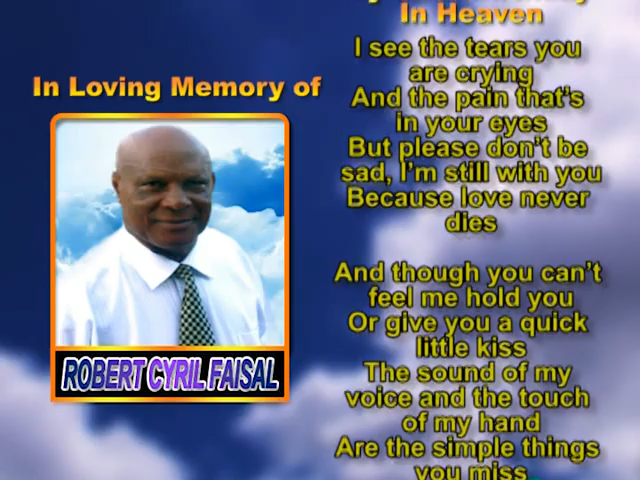 In Heaven
I see the tears you
are crying
And the pain that's
in your eyes
But please don't be
sad, I'm still with you
Because love never
dies
And though you can't
feel me hold you
Or give you a quick
little kiss
The sound of my
voice and the touch
of my hand
Are the simple things
you miss
In Loving Memory of
ROBERT CYRIL FAISAL